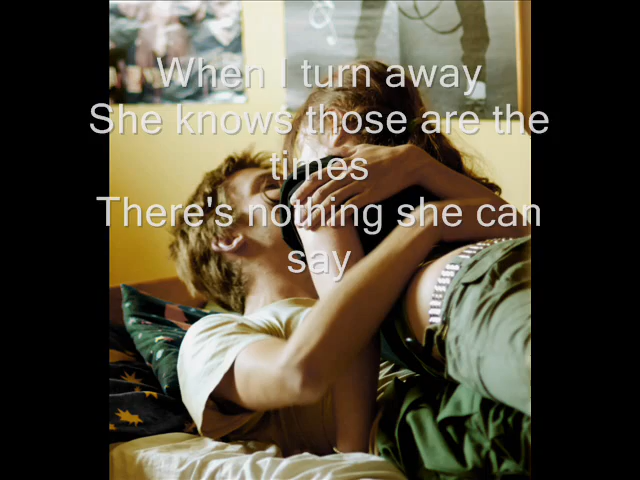 When I turn away
She knows those are the
times
There's nothing she can
say